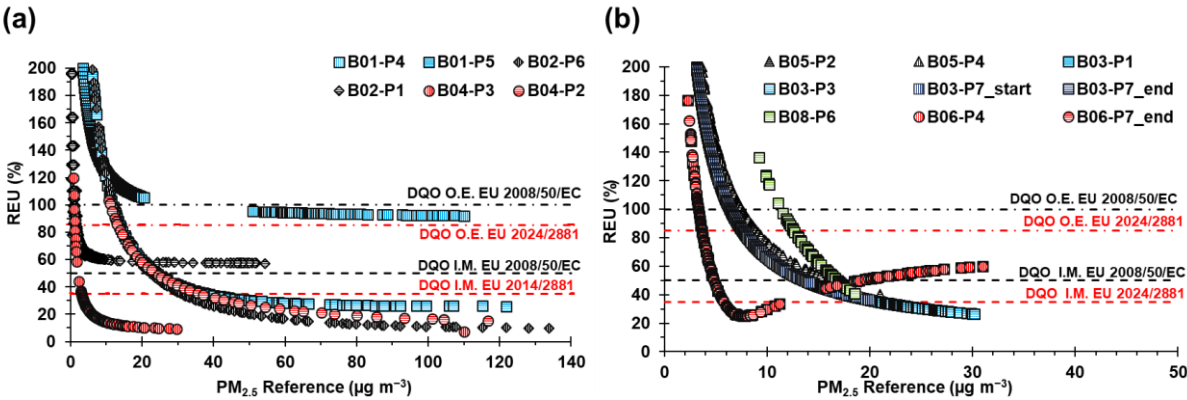 (a)
B01-P4 B01-P5 B02-P6
B02-P1 B04-P3 B04-P2
REU (%)
200
180
160
140
120
100
80
60
40
20
0
DQO O.E. EU 2008/50/EC
DQO O.E. EU 2024/2881
DQO I.M. EU 2008/50/EC
DQO I.M. EU 2014/2881
0 20 40 60 80 100 120 140
PM2.5 Reference (µg m−3)
(b)
B05-P2 B05-P4 B03-P1
B03-P3 B03-P7_start B03-P7_end
B08-P6 B06-P4 B06-P7_end
REU (%)
200
180
160
140
120
100
80
60
40
20
0
DQO O.E. EU 2008/50/EC
DQO O.E. EU 2024/2881
DQO I.M. EU 2008/50/EC
DQO I.M. EU 2024/2881
0 10 20 30 40 50
PM2.5 Reference (µg m−3)